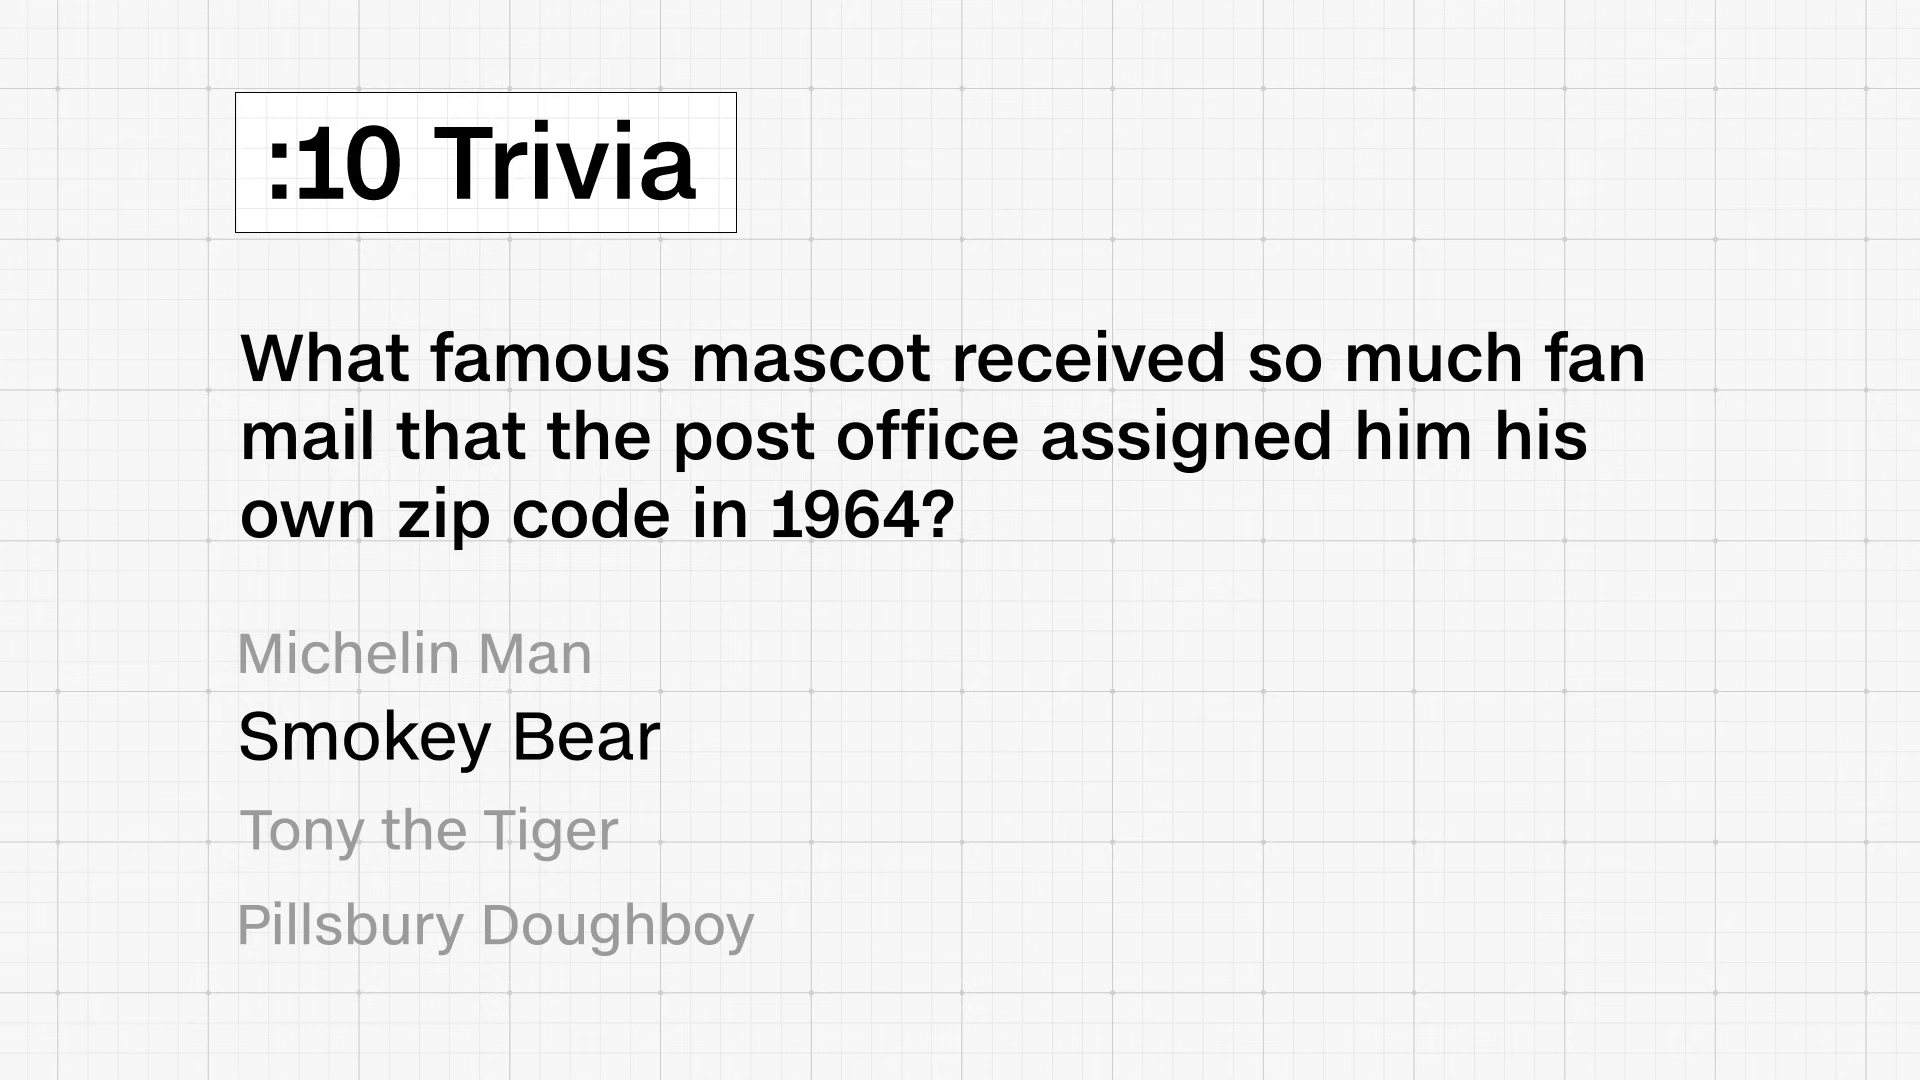 :10 Trivia
What famous mascot received so much fan
mail that the post office assigned him his
own zip code in 1964?
Michelin Man
Smokey Bear
Tony the Tiger
Pillsbury Doughboy